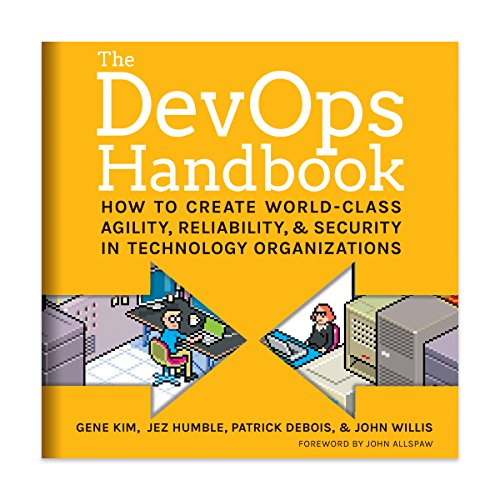 The
DevOps
Handbook
HOW TO CREATE WORLD-CLASS
AGILITY, RELIABILITY, & SECURITY
IN TECHNOLOGY ORGANIZATIONS
GENE KIM, JEZ HUMBLE, PATRICK DEBOIS, & JOHN WILLIS
FOREWORD BY JOHN ALLSPAW